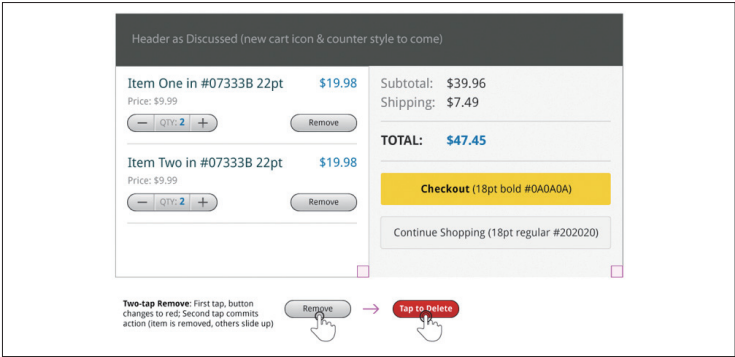 Header as Discussed (new cart icon & counter style to come)
Item One in #07333B 22pt $19.98
Price: $9.99
— QTY: 2 + Remove
Item Two in #07333B 22pt $19.98
Price: $9.99
— QTY: 2 + Remove
Subtotal: $39.96
Shipping: $7.49
TOTAL: $47.45
Checkout (18pt bold #0A0A0A)
Continue Shopping (18pt regular #202020)
Two-tap Remove: First tap, button
changes to red; Second tap commits
action (item is removed, others slide up)
Remove → Tap to Delete